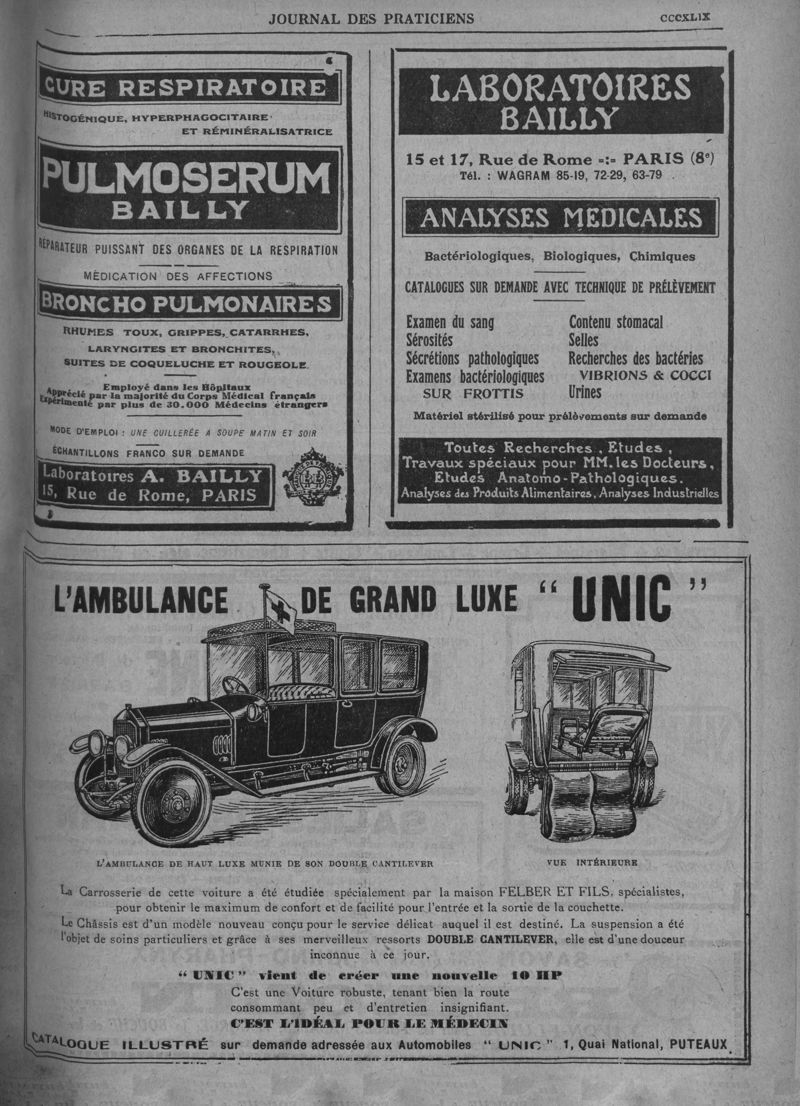 JOURNAL DES PRATICIENS
CCCXLIX
CURE RESPIRATOIRE
HISTOGÉNIQUE, HYPERPHAGOCITAIRE
ET RÉMINÉRALISATRICE
PULMOSERUM
BAILLY
RÉPARATEUR PUISSANT DES ORGANES DE LA RESPIRATION
MÉDICATION DES AFFECTIONS
BRONCHO PULMONAIRES
RHUMES TOUX, GRIPPES, CATARRHES,
LARYNGITES ET BRONCHITES,
SUITES DE COQUELUCHE ET ROUGEOLE
Employé dans les Hôpitaux
Apprécié par la majorité du Corps Médical français
Expérimenté par plus de 30.000 Médecins étrangers
MODE D'EMPLOI : UNE CUILLERÉE A SOUPE MATIN ET SOIR
ÉCHANTILLONS FRANCO SUR DEMANDE
Laboratoires A. BAILLY
15, Rue de Rome, PARIS
LABORATOIRES
BAILLY
15 et 17, Rue de Rome -:- PARIS (8e)
TÉL. : WAGRAM 85-19, 72-29, 63-79
ANALYSES MEDICALES
Bactériologiques, Biologiques, Chimiques
CATALOGUES SUR DEMANDE AVEC TECHNIQUE DE PRÉLÈVEMENT
Examen du sang
Sérosités
Sécrétions pathologiques
Examens bactériologiques
SUR FROTTIS
Contenu stomacal
Selles
Recherches des bactéries
VIBRIONS & COCCI
Urines
Matériel stérilisé pour prélèvements sur demande
Toutes Recherches, Etudes,
Travaux spéciaux pour MM. les Docteurs,
Etudes Anatomo-Pathologiques.
Analyses des Produits Alimentaires, Analyses Industrielles
L'AMBULANCE DE GRAND LUXE “ UNIC ”
L'AMBULANCE DE HAUT LUXE MUNIE DE SON DOUBLE CANTILEVER
VUE INTÉRIEURE
La Carrosserie de cette voiture a été étudiée spécialement par la maison FELBER ET FILS, spécialistes,
pour obtenir le maximum de confort et de facilité pour l'entrée et la sortie de la couchette.
Le Châssis est d'un modèle nouveau conçu pour le service délicat auquel il est destiné. La suspension a été
l'objet de soins particuliers et grâce à ses merveilleux ressorts DOUBLE CANTILEVER, elle est d'une douceur
inconnue à ce jour.
“ UNIC ” vient de créer une nouvelle 10 HP
C'est une Voiture robuste, tenant bien la route
consommant peu et d'entretien insignifiant.
C'EST L'IDÉAL POUR LE MÉDECIN
CATALOQUE ILLUSTRÉ sur demande adressée aux Automobiles “ UNIC ” 1, Quai National, PUTEAUX.